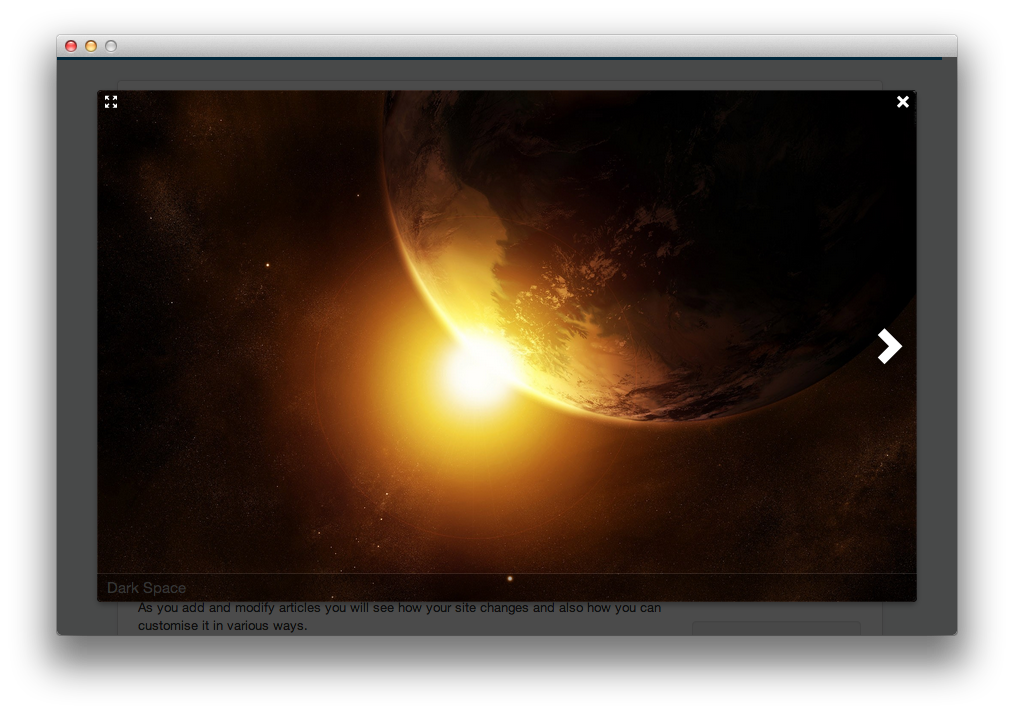 Dark Space
As you add and modify articles you will see how your site changes and also how you can
customise it in various ways.